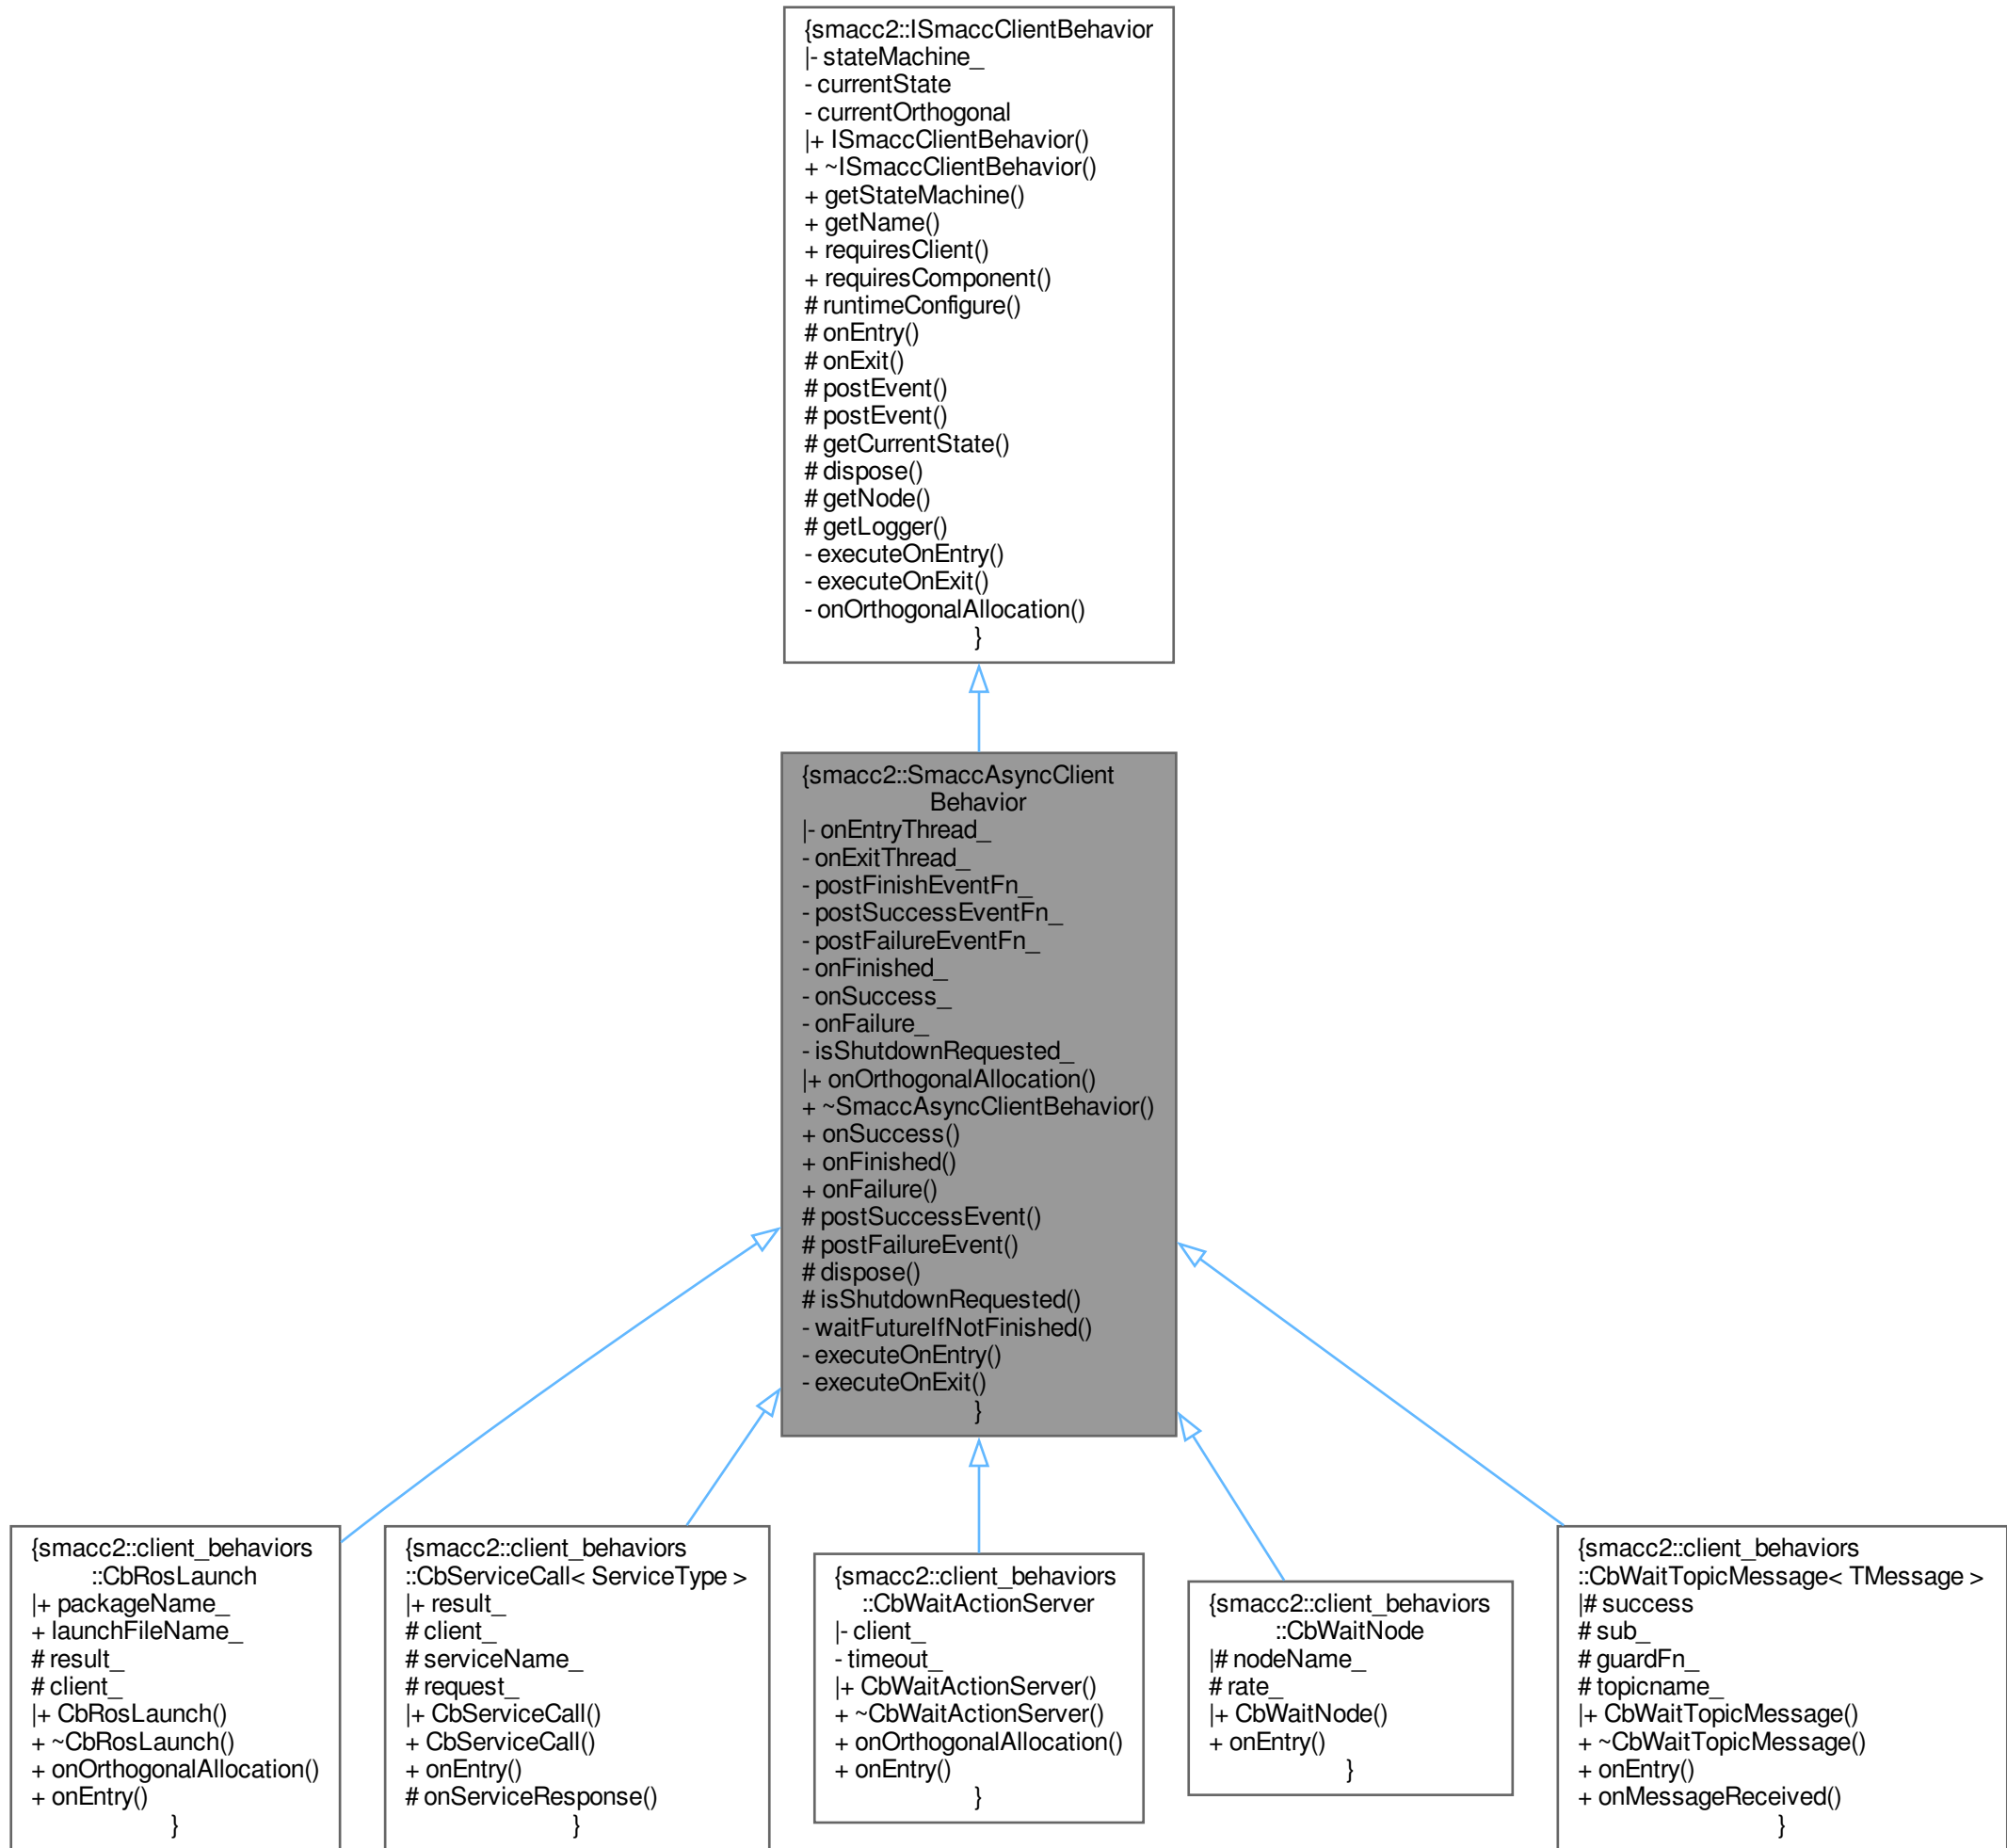 {smacc2::ISmaccClientBehavior
|- stateMachine_
- currentState
- currentOrthogonal
|+ ISmaccClientBehavior()
+ ~ISmaccClientBehavior()
+ getStateMachine()
+ getName()
+ requiresClient()
+ requiresComponent()
# runtimeConfigure()
# onEntry()
# onExit()
# postEvent()
# postEvent()
# getCurrentState()
# dispose()
# getNode()
# getLogger()
- executeOnEntry()
- executeOnExit()
- onOrthogonalAllocation()
}
{smacc2::SmaccAsyncClient
Behavior
|- onEntryThread_
- onExitThread_
- postFinishEventFn_
- postSuccessEventFn_
- postFailureEventFn_
- onFinished_
- onSuccess_
- onFailure_
- isShutdownRequested_
|+ onOrthogonalAllocation()
+ ~SmaccAsyncClientBehavior()
+ onSuccess()
+ onFinished()
+ onFailure()
# postSuccessEvent()
# postFailureEvent()
# dispose()
# isShutdownRequested()
- waitFutureIfNotFinished()
- executeOnEntry()
- executeOnExit()
}
{smacc2::client_behaviors
::CbRosLaunch
|+ packageName_
+ launchFileName_
# result_
# client_
|+ CbRosLaunch()
+ ~CbRosLaunch()
+ onOrthogonalAllocation()
+ onEntry()
}
{smacc2::client_behaviors
::CbServiceCall< ServiceType >
|+ result_
# client_
# serviceName_
# request_
|+ CbServiceCall()
+ CbServiceCall()
+ onEntry()
# onServiceResponse()
}
{smacc2::client_behaviors
::CbWaitActionServer
|- client_
- timeout_
|+ CbWaitActionServer()
+ ~CbWaitActionServer()
+ onOrthogonalAllocation()
+ onEntry()
}
{smacc2::client_behaviors
::CbWaitNode
|# nodeName_
# rate_
|+ CbWaitNode()
+ onEntry()
}
{smacc2::client_behaviors
::CbWaitTopicMessage< TMessage >
|# success
# sub_
# guardFn_
# topicname_
|+ CbWaitTopicMessage()
+ ~CbWaitTopicMessage()
+ onEntry()
+ onMessageReceived()
}